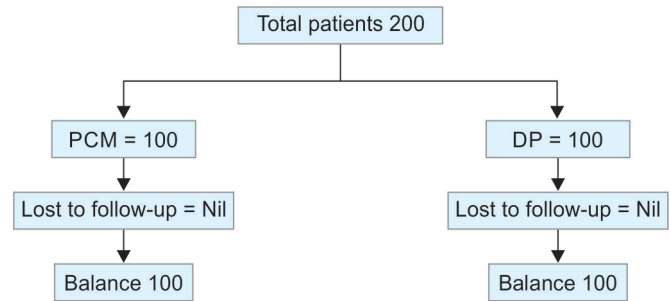 Total patients 200
PCM = 100
DP = 100
Lost to follow-up = Nil
Lost to follow-up = Nil
Balance 100
Balance 100